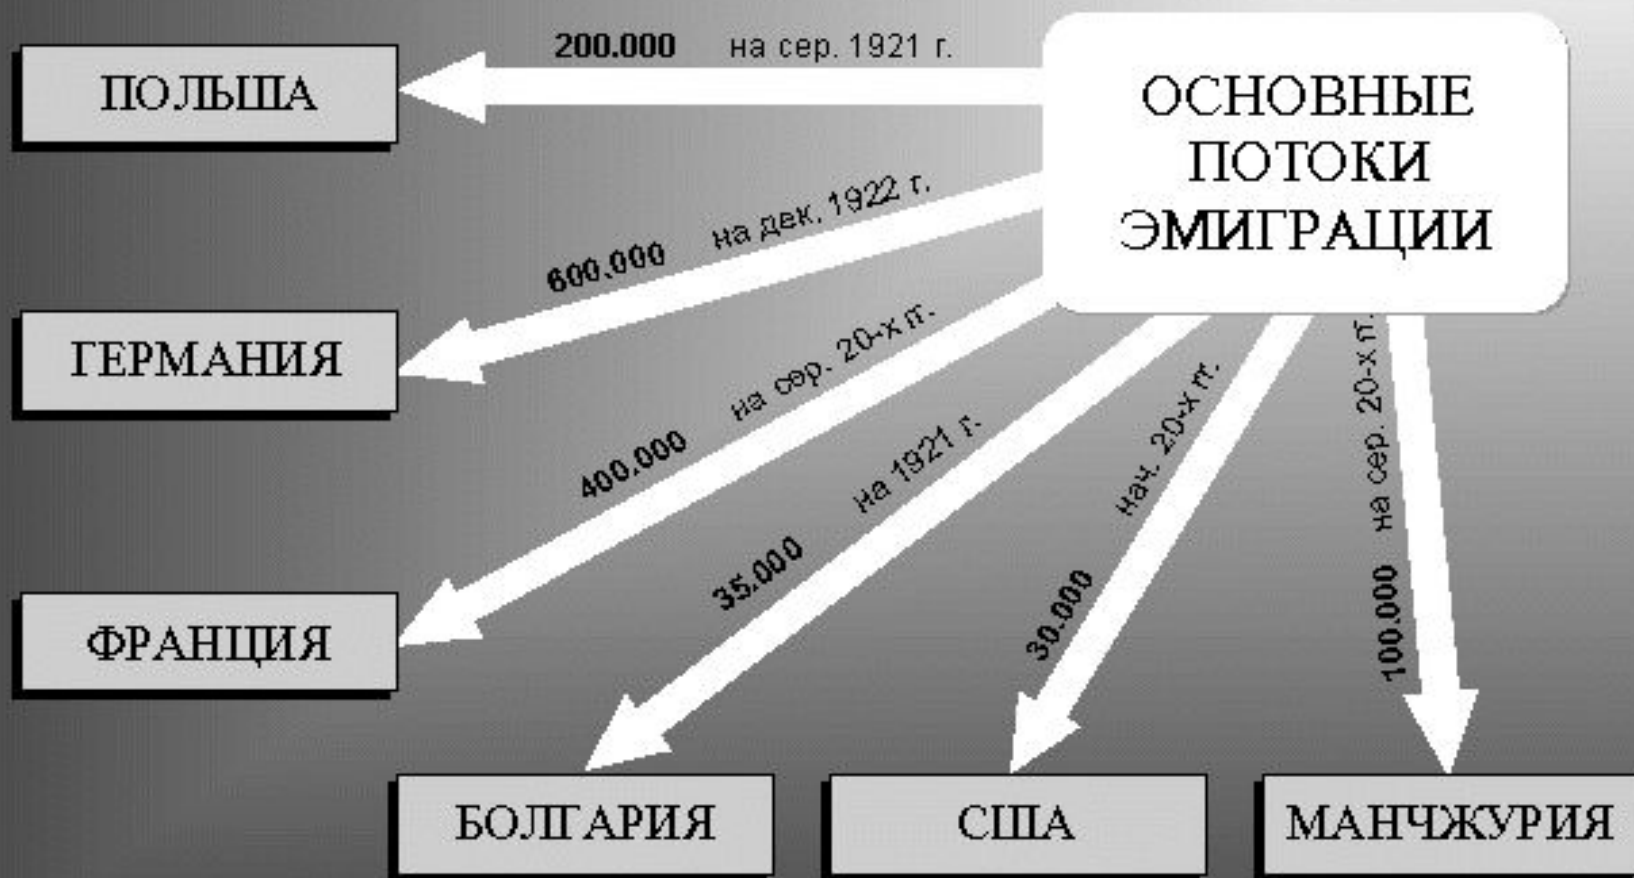 200.000 на сер. 1921 г.
ПОЛЬША
ОСНОВНЫЕ
ПОТОКИ
ЭМИГРАЦИИ
600.000 на дек. 1922 г.
ГЕРМАНИЯ
400.000 на сер. 20-х гг.
ФРАНЦИЯ
35.000 на 1921 г.
БОЛГАРИЯ
30.000 нач. 20-х гг.
США
100.000 на сер. 20-х гг.
МАНЧЖУРИЯ